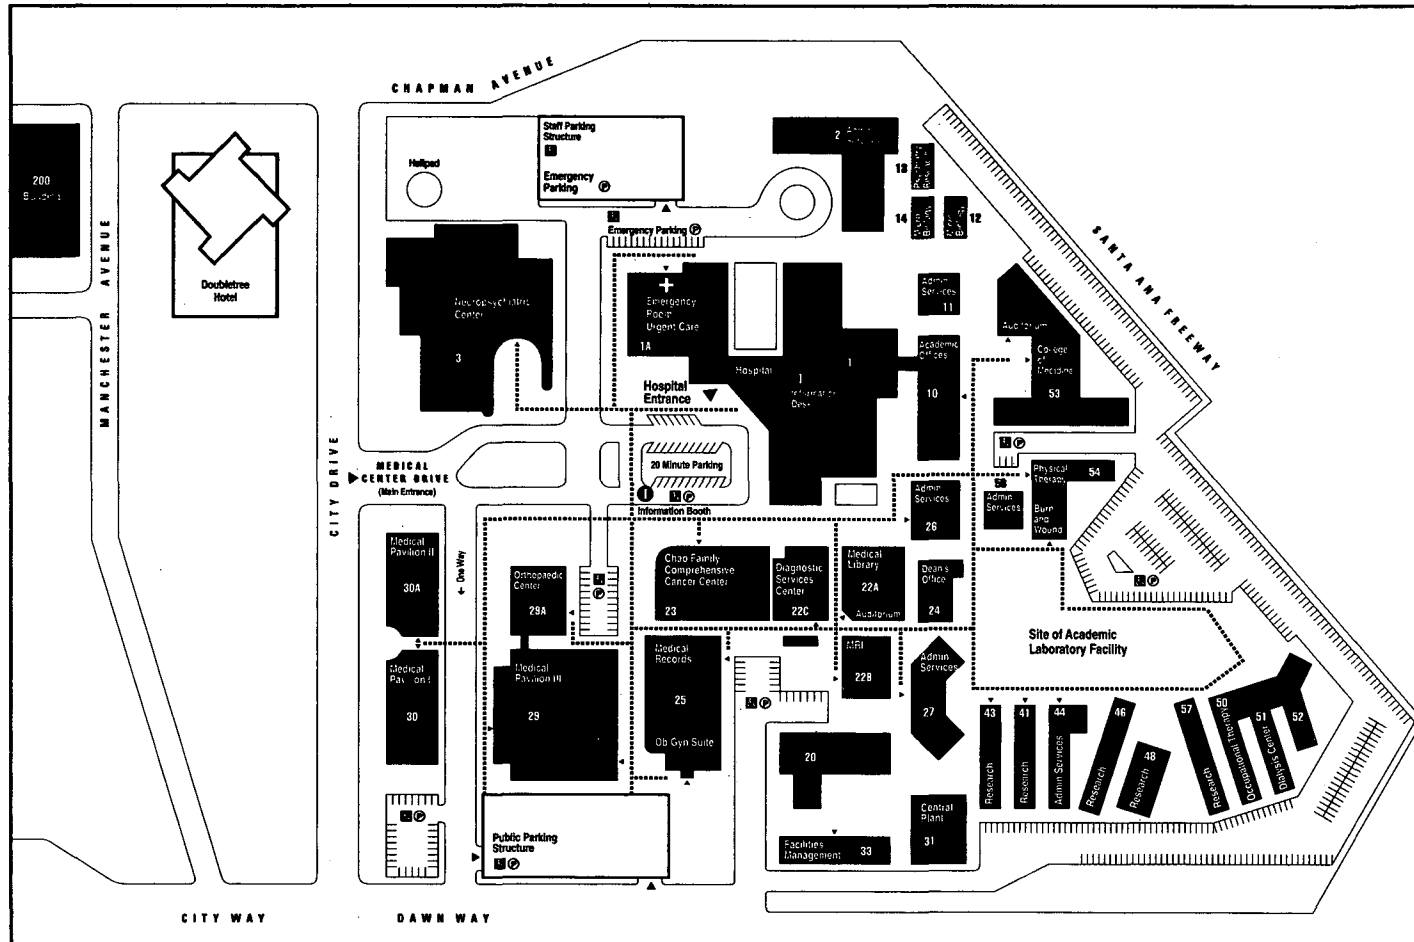 CHAPMAN AVENUE
Staff Parking
Structure
Emergency
Parking
P
Helipad
2
13
14
12
200
Doubletree
Hotel
MANCHESTER AVENUE
SANTA ANA FREEWAY
Emergency Parking P
Neuropsychiatric
Center
3
Emergency
Room
Urgent Care
1A
Hospital
1
Information
Desk
Hospital
Entrance
Admin
Services
11
Academic
Offices
10
Auditorium
College
of
Medicine
53
CITY DRIVE
MEDICAL
CENTER DRIVE
(Main Entrance)
20 Minute Parking
P
i
Information Booth
P
Physical
Therapy
54
Burn
and
Wound
Admin
Services
Admin
Services
26
Medical
Pavilion II
30A
One Way
Orthopaedic
Center
29A
P
Chao Family
Comprehensive
Cancer Center
23
Diagnostic
Services
Center
22C
Medical
Library
22A
Auditorium
Dean's
Office
24
P
Site of Academic
Laboratory Facility
Medical
Pavilion I
30
Medical
Pavilion III
29
Medical
Records
25
Ob Gyn Suite
P
MRI
22B
Admin
Services
27
20
43
Research
41
Research
44
Admin Services
46
Research
48
Research
57
Research
50
Occupational Therapy
51
Dialysis Center
52
P
Public Parking
Structure
P
Central
Plant
31
Facilities
Management 33
CITY WAY
DAWN WAY